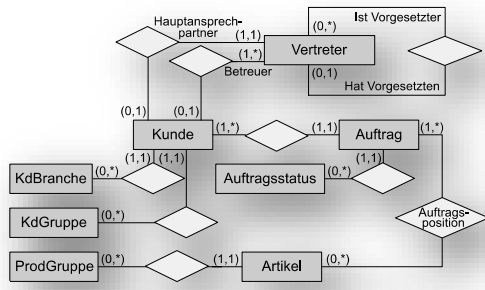 Hauptansprech-
partner
(1,1)
(0,*)
Ist Vorgesetzter
Vertreter
(1,*)
Betreuer
(0,1)
Hat Vorgesetzten
(0,1)
(0,1)
Kunde
(1,*)
(1,1)
Auftrag
(1,*)
(1,1)
(1,1)
(1,1)
KdBranche
(0,*)
Auftragsstatus
(0,*)
KdGruppe
(0,*)
Auftrags-
position
ProdGruppe
(0,*)
(1,1)
Artikel
(0,*)